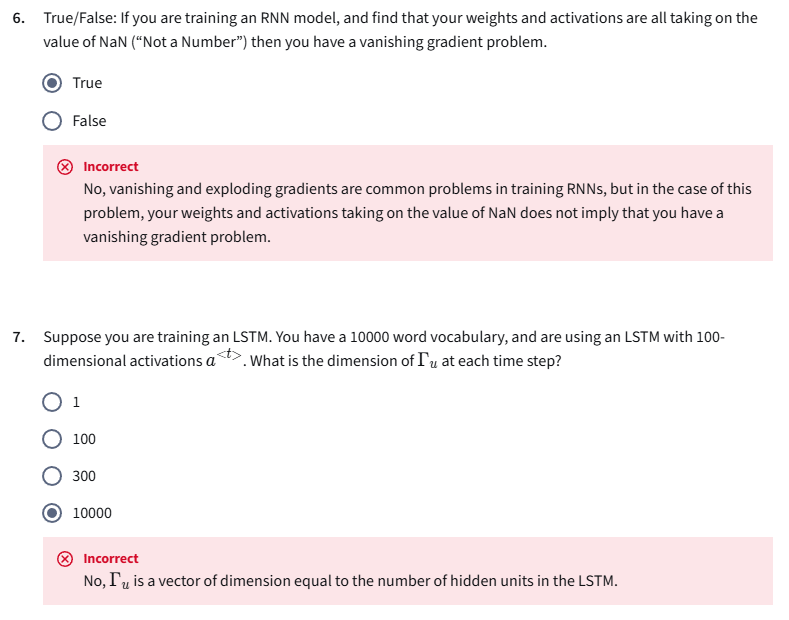 6. True/False: If you are training an RNN model, and find that your weights and activations are all taking on the
value of NaN (“Not a Number”) then you have a vanishing gradient problem.
True
False
Incorrect
No, vanishing and exploding gradients are common problems in training RNNs, but in the case of this
problem, your weights and activations taking on the value of NaN does not imply that you have a
vanishing gradient problem.
7. Suppose you are training an LSTM. You have a 10000 word vocabulary, and are using an LSTM with 100-
dimensional activations a^<t>. What is the dimension of Γ_u at each time step?
1
100
300
10000
Incorrect
No, Γ_u is a vector of dimension equal to the number of hidden units in the LSTM.